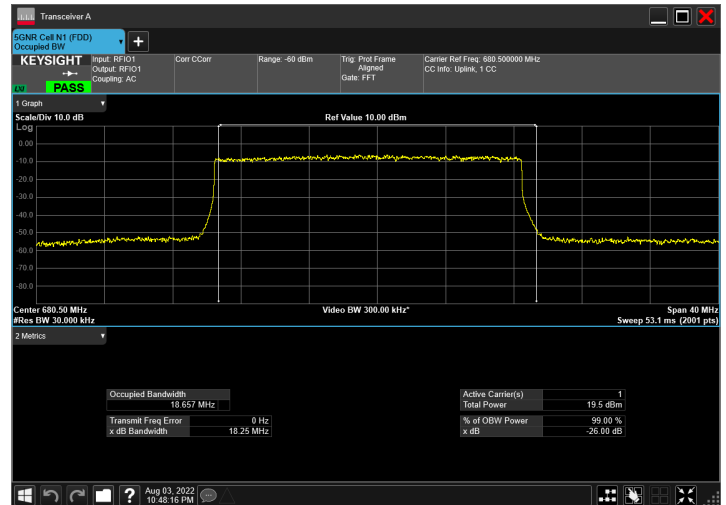 Transceiver A
5GNR Cell N1 (FDD)
Occupied BW
KEYSIGHT
LXI
PASS
Input: RFIO1
Output: RFIO1
Coupling: AC
Corr CCorr
Range: -60 dBm
Trig: Prot Frame
Aligned
Gate: FFT
Carrier Ref Freq: 680.500000 MHz
CC Info: Uplink, 1 CC
1 Graph
Scale/Div 10.0 dB
Ref Value 10.00 dBm
Log
0.00
-10.0
-20.0
-30.0
-40.0
-50.0
-60.0
-70.0
-80.0
Center 680.50 MHz
Video BW 300.00 kHz*
Span 40 MHz
#Res BW 30.000 kHz
Sweep 53.1 ms (2001 pts)
2 Metrics
Occupied Bandwidth
18.657 MHz
Transmit Freq Error 0 Hz
x dB Bandwidth 18.25 MHz
Active Carrier(s) 1
Total Power 19.5 dBm
% of OBW Power 99.00 %
x dB -26.00 dB
Aug 03, 2022
10:48:16 PM